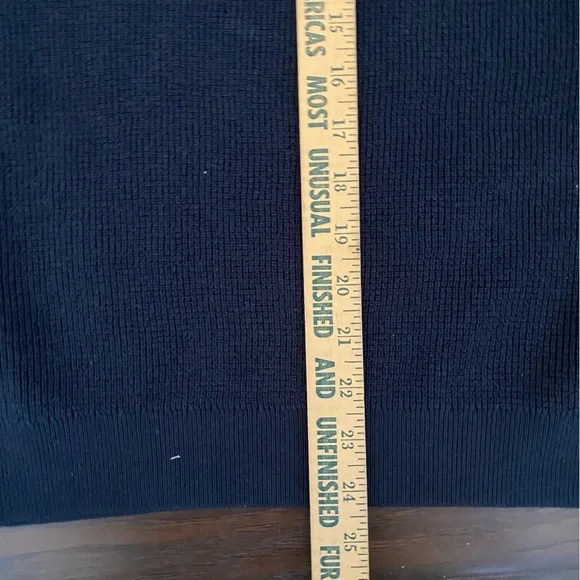 RICAS MOST UNUSUAL FINISHED AND UNFINISHED FUR
15 16 17 18 19 20 21 22 23 24 25